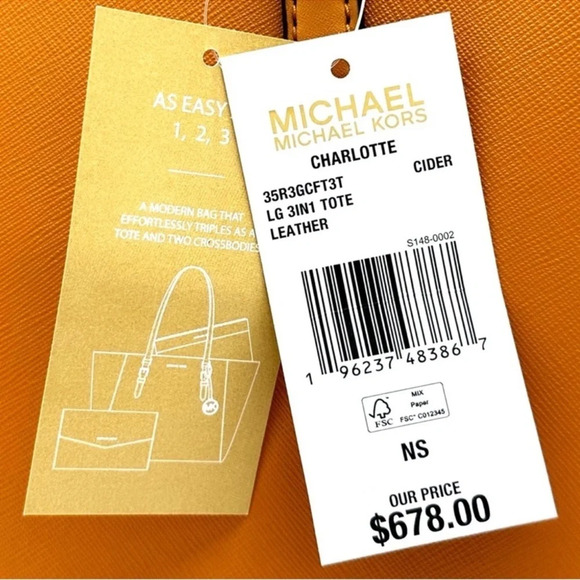 AS EASY
1, 2, 3
A MODERN BAG THAT
EFFORTLESSLY TRIPLES AS A
TOTE AND TWO CROSSBODIES
MICHAEL
MICHAEL KORS
CHARLOTTE
35R3GCFT3T CIDER
LG 3IN1 TOTE
LEATHER
S148-0002
1 96237 48386 7
FSC
MIX
Paper
FSC® C012345
NS
OUR PRICE
$678.00